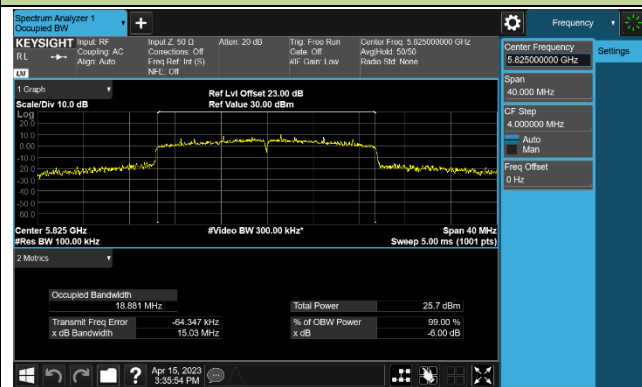 Spectrum Analyzer 1
Occupied BW
+
Frequency
KEYSIGHT
Input: RF
Coupling: AC
Align: Auto
Input Z: 50 Ω
Corrections: Off
Freq Ref: Int (S)
NFE: Off
Atten: 20 dB
Trig: Free Run
Gate: Off
#IF Gain: Low
Center Freq: 5.825000000 GHz
Avg|Hold: 50/50
Radio Std: None
RL
LXI
Center Frequency
5.825000000 GHz
Settings
Span
40.000 MHz
CF Step
4.000000 MHz
Auto
Man
Freq Offset
0 Hz
1 Graph
Scale/Div 10.0 dB
Ref Lvl Offset 23.00 dB
Ref Value 30.00 dBm
Log
20.0
10.0
0.00
-10.0
-20.0
-30.0
-40.0
-50.0
-60.0
Center 5.825 GHz
#Res BW 100.00 kHz
#Video BW 300.00 kHz*
Span 40 MHz
Sweep 5.00 ms (1001 pts)
2 Metrics
Occupied Bandwidth
18.881 MHz
Total Power 25.7 dBm
Transmit Freq Error -64.347 kHz
% of OBW Power 99.00 %
x dB Bandwidth 15.03 MHz
x dB -6.00 dB
?
Apr 15, 2023
3:35:54 PM